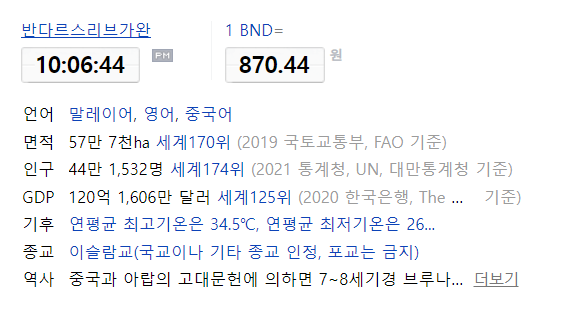 반다르스리브가완
1 BND=
10:06:44 PM
870.44 원
언어 말레이어, 영어, 중국어
면적 57만 7천ha 세계170위 (2019 국토교통부, FAO 기준)
인구 44만 1,532명 세계174위 (2021 통계청, UN, 대만통계청 기준)
GDP 120억 1,606만 달러 세계125위 (2020 한국은행, The ... 기준)
기후 연평균 최고기온은 34.5℃, 연평균 최저기온은 26...
종교 이슬람교(국교이나 기타 종교 인정, 포교는 금지)
역사 중국과 아랍의 고대문헌에 의하면 7~8세기경 브루나... 더보기